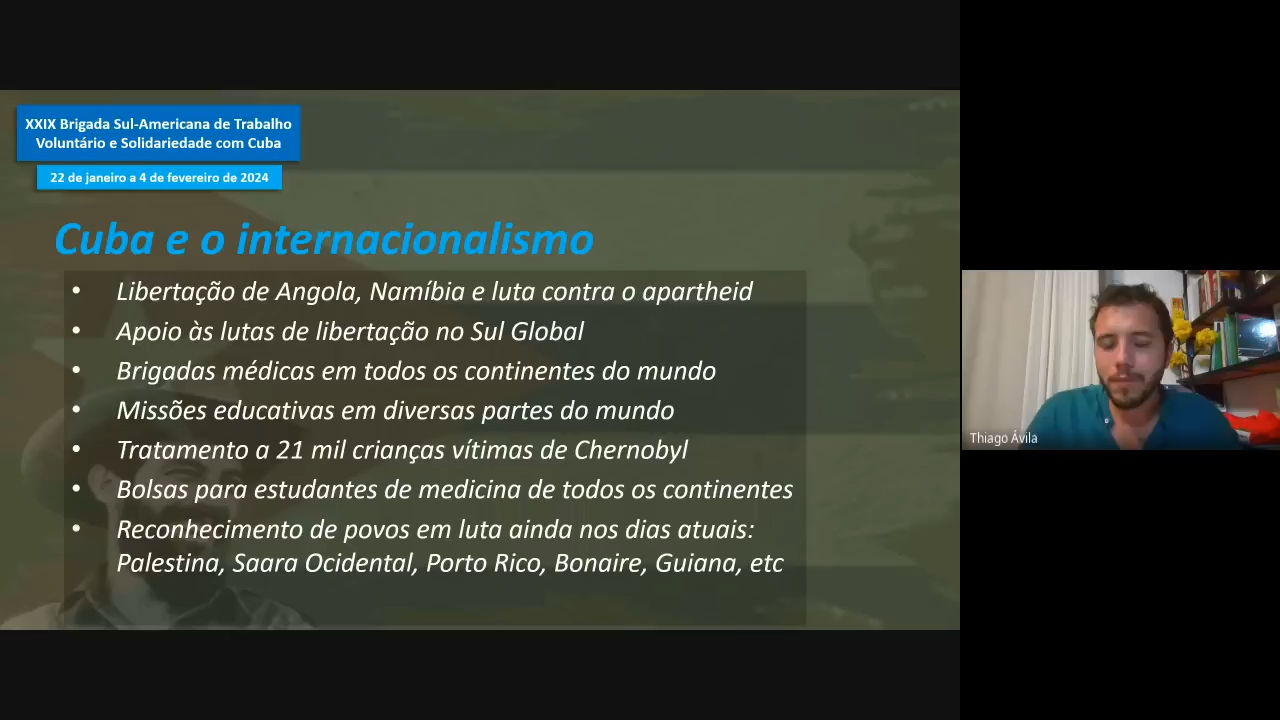 XXIX Brigada Sul-Americana de Trabalho
Voluntário e Solidariedade com Cuba
22 de janeiro a 4 de fevereiro de 2024
Cuba e o internacionalismo
• Libertação de Angola, Namíbia e luta contra o apartheid
• Apoio às lutas de libertação no Sul Global
• Brigadas médicas em todos os continentes do mundo
• Missões educativas em diversas partes do mundo
• Tratamento a 21 mil crianças vítimas de Chernobyl
• Bolsas para estudantes de medicina de todos os continentes
• Reconhecimento de povos em luta ainda nos dias atuais:
Palestina, Saara Ocidental, Porto Rico, Bonaire, Guiana, etc
Thiago Ávila